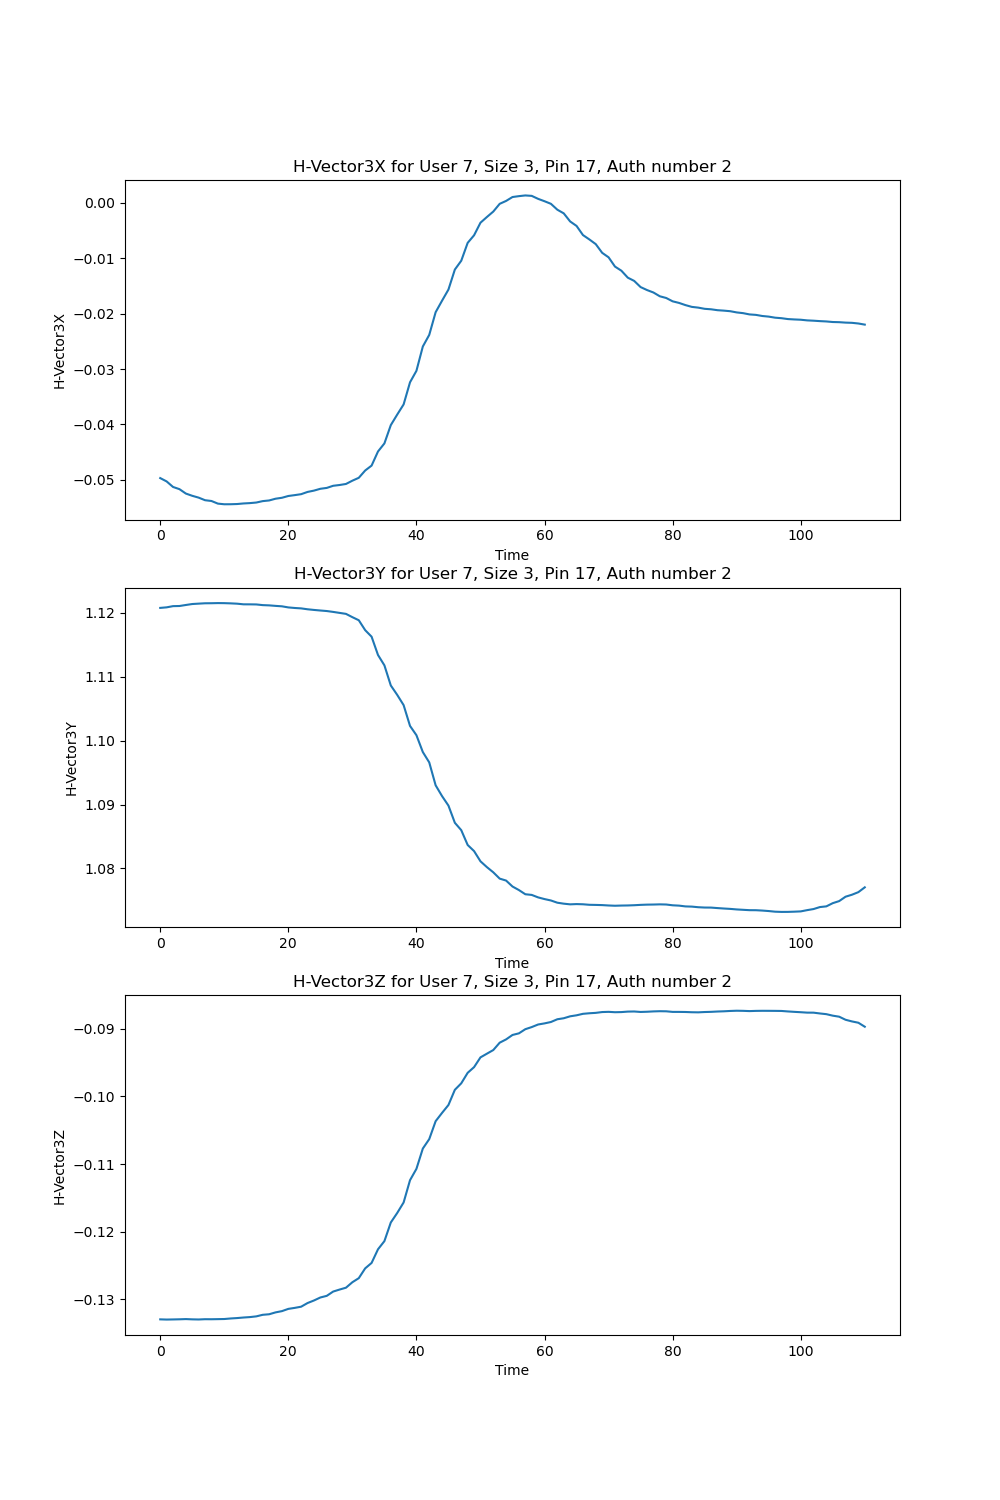 H-Vector3X for User 7, Size 3, Pin 17, Auth number 2
0.00
−0.01
−0.02
−0.03
−0.04
−0.05
H-Vector3X
0 20 40 60 80 100
Time
H-Vector3Y for User 7, Size 3, Pin 17, Auth number 2
1.12
1.11
1.10
1.09
1.08
H-Vector3Y
0 20 40 60 80 100
Time
H-Vector3Z for User 7, Size 3, Pin 17, Auth number 2
−0.09
−0.10
−0.11
−0.12
−0.13
H-Vector3Z
0 20 40 60 80 100
Time